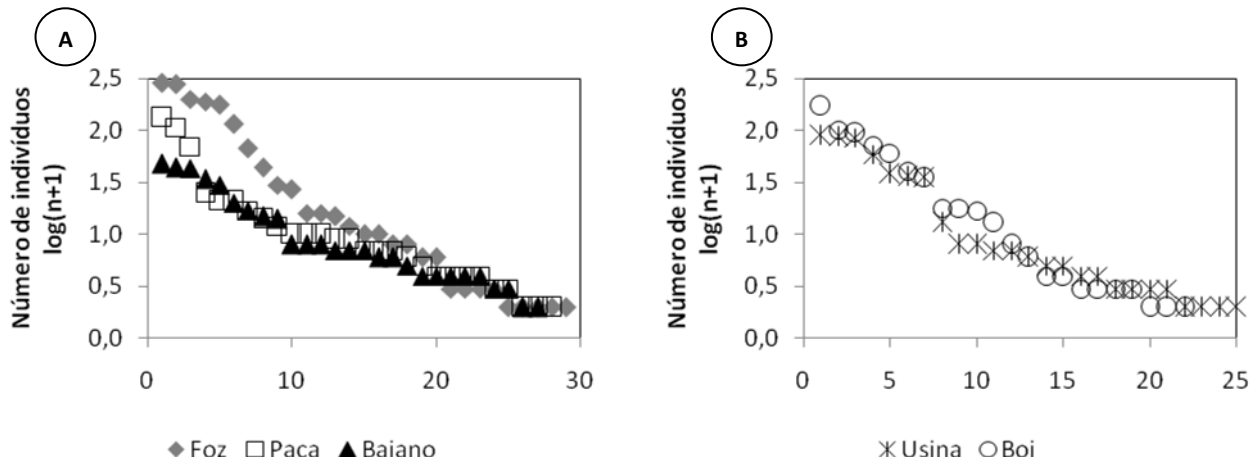 A
Número de indivíduos
log(n+1)
2,5
2,0
1,5
1,0
0,5
0,0
0 10 20 30
Foz Paca Baiano
B
Número de indivíduos
log(n+1)
2,5
2,0
1,5
1,0
0,5
0,0
0 5 10 15 20 25
Usina Boi